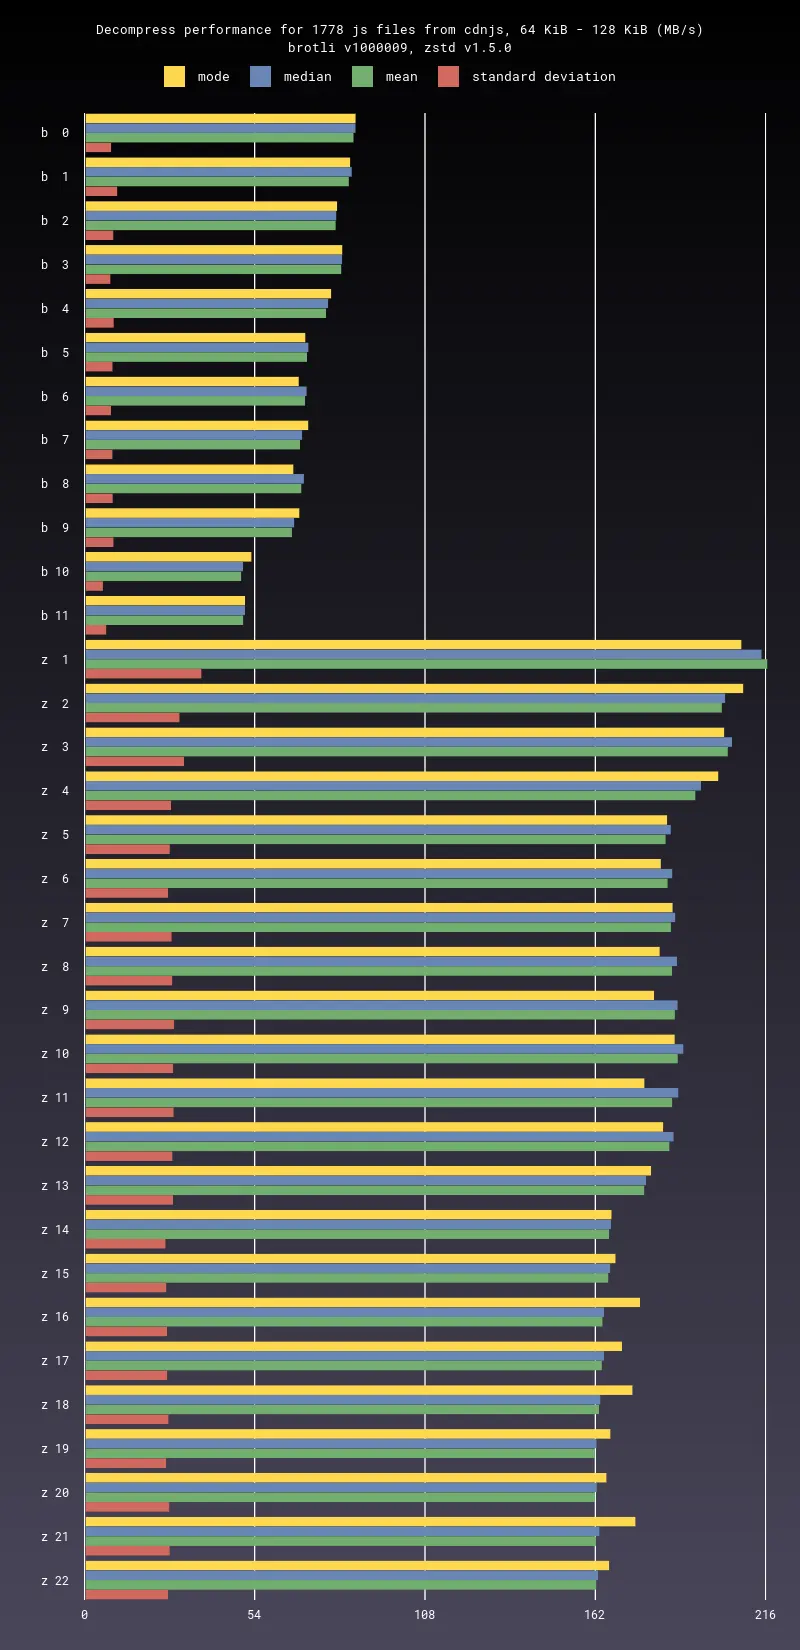 Decompress performance for 1778 js files from cdnjs, 64 KiB - 128 KiB (MB/s)
brotli v1000009, zstd v1.5.0
mode median mean standard deviation
b 0
b 1
b 2
b 3
b 4
b 5
b 6
b 7
b 8
b 9
b 10
b 11
z 1
z 2
z 3
z 4
z 5
z 6
z 7
z 8
z 9
z 10
z 11
z 12
z 13
z 14
z 15
z 16
z 17
z 18
z 19
z 20
z 21
z 22
0 54 108 162 216